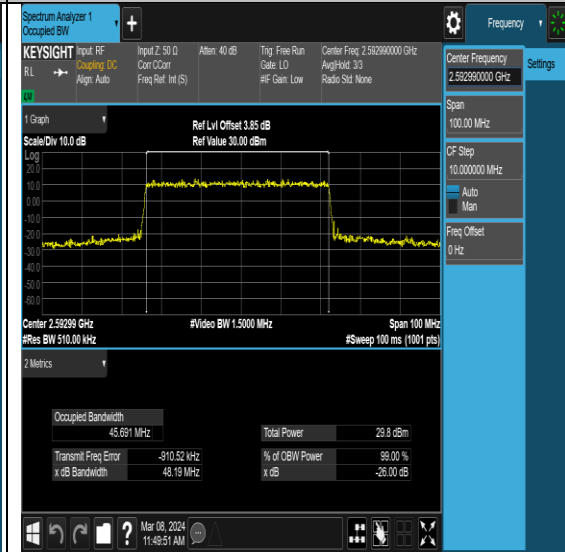 Spectrum Analyzer 1
Occupied BW
Frequency
KEYSIGHT
Input: RF
Coupling: DC
Align: Auto
Input Z: 50 Ω
Corr CCorr
Freq Ref: Int (S)
Atten: 40 dB
Trig: Free Run
Gate: LO
#IF Gain: Low
Center Freq: 2.592990000 GHz
Avg|Hold: 3/3
Radio Std: None
RL
Center Frequency
2.592990000 GHz
Settings
Span
100.00 MHz
CF Step
10.000000 MHz
Auto
Man
Freq Offset
0 Hz
1 Graph
Scale/Div 10.0 dB
Ref Lvl Offset 3.85 dB
Ref Value 30.00 dBm
Log
20.0
10.0
0.00
-10.0
-20.0
-30.0
-40.0
-50.0
-60.0
Center 2.59299 GHz
#Res BW 510.00 kHz
#Video BW 1.5000 MHz
Span 100 MHz
#Sweep 100 ms (1001 pts)
2 Metrics
Occupied Bandwidth
45.691 MHz
Total Power 29.8 dBm
Transmit Freq Error -910.52 kHz
% of OBW Power 99.00 %
x dB Bandwidth 48.19 MHz
x dB -26.00 dB
?
Mar 08, 2024
11:49:51 AM